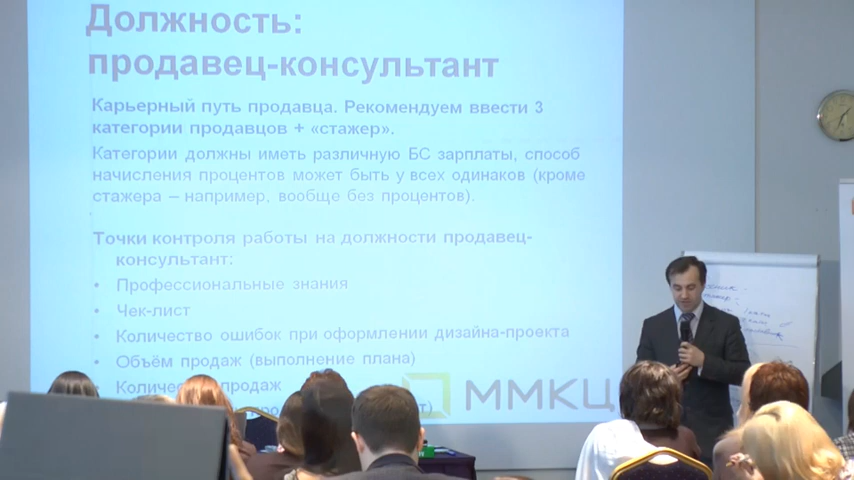 Должность:
продавец-консультант
Карьерный путь продавца. Рекомендуем ввести 3
категории продавцов + «стажер».
Категории должны иметь различную БС зарплаты, способ
начисления процентов может быть у всех одинаков (кроме
стажера – например, вообще без процентов).
Точки контроля работы на должности продавец-
консультант:
• Профессиональные знания
• Чек-лист
• Количество ошибок при оформлении дизайна-проекта
• Объём продаж (выполнение плана)
• продаж
ММКЦ